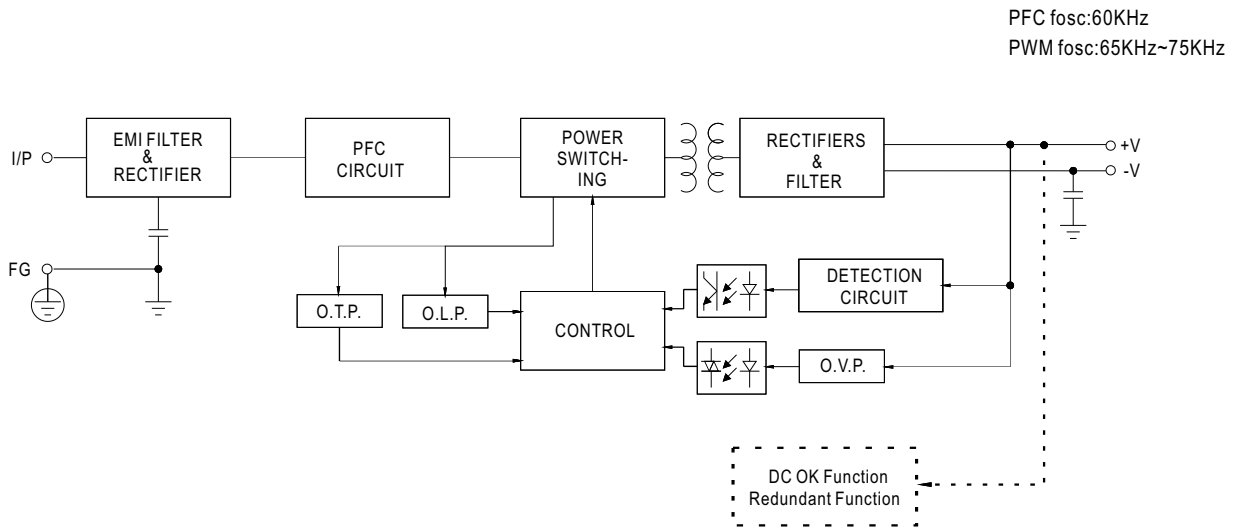 PFC fosc:60KHz
PWM fosc:65KHz~75KHz
I/P
EMI FILTER
&
RECTIFIER
PFC
CIRCUIT
POWER
SWITCH-
ING
RECTIFIERS
&
FILTER
+V
-V
FG
O.T.P.
O.L.P.
CONTROL
DETECTION
CIRCUIT
O.V.P.
DC OK Function
Redundant Function